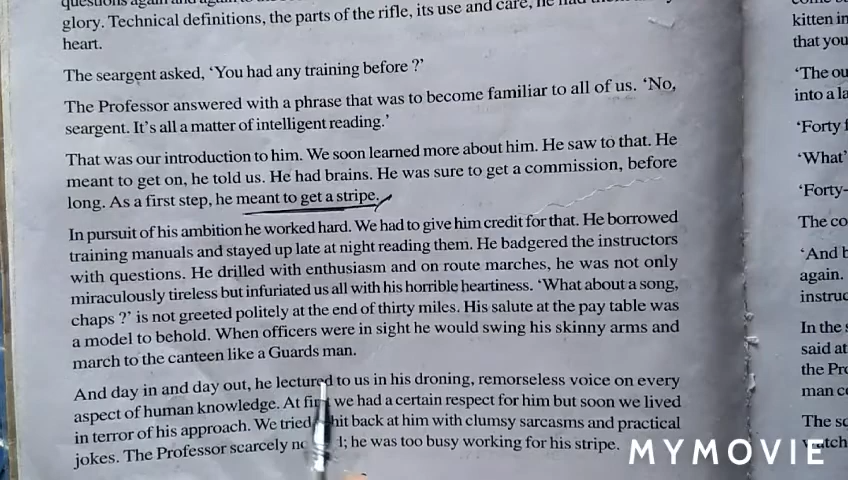 questions again and again
glory. Technical definitions, the parts of the rifle, its use and care, he had
heart.
The seargent asked, 'You had any training before ?'
The Professor answered with a phrase that was to become familiar to all of us. 'No,
seargent. It's all a matter of intelligent reading.'
That was our introduction to him. We soon learned more about him. He saw to that. He
meant to get on, he told us. He had brains. He was sure to get a commission, before
long. As a first step, he meant to get a stripe.
In pursuit of his ambition he worked hard. We had to give him credit for that. He borrowed
training manuals and stayed up late at night reading them. He badgered the instructors
with questions. He drilled with enthusiasm and on route marches, he was not only
miraculously tireless but infuriated us all with his horrible heartiness. 'What about a song,
chaps ?' is not greeted politely at the end of thirty miles. His salute at the pay table was
a model to behold. When officers were in sight he would swing his skinny arms and
march to the canteen like a Guards man.
And day in and day out, he lectured to us in his droning, remorseless voice on every
aspect of human knowledge. At we had a certain respect for him but soon we lived
in terror of his approach. We tried hit back at him with clumsy sarcasms and practical
jokes. The Professor scarcely he was too busy working for his stripe.
kitten in
that you
'The ou
into a la
'Forty f
'What'
'Forty-
The co
'And b
again.
instruc
In the s
said at
the Pro
man co
The sc
MYMOVIE